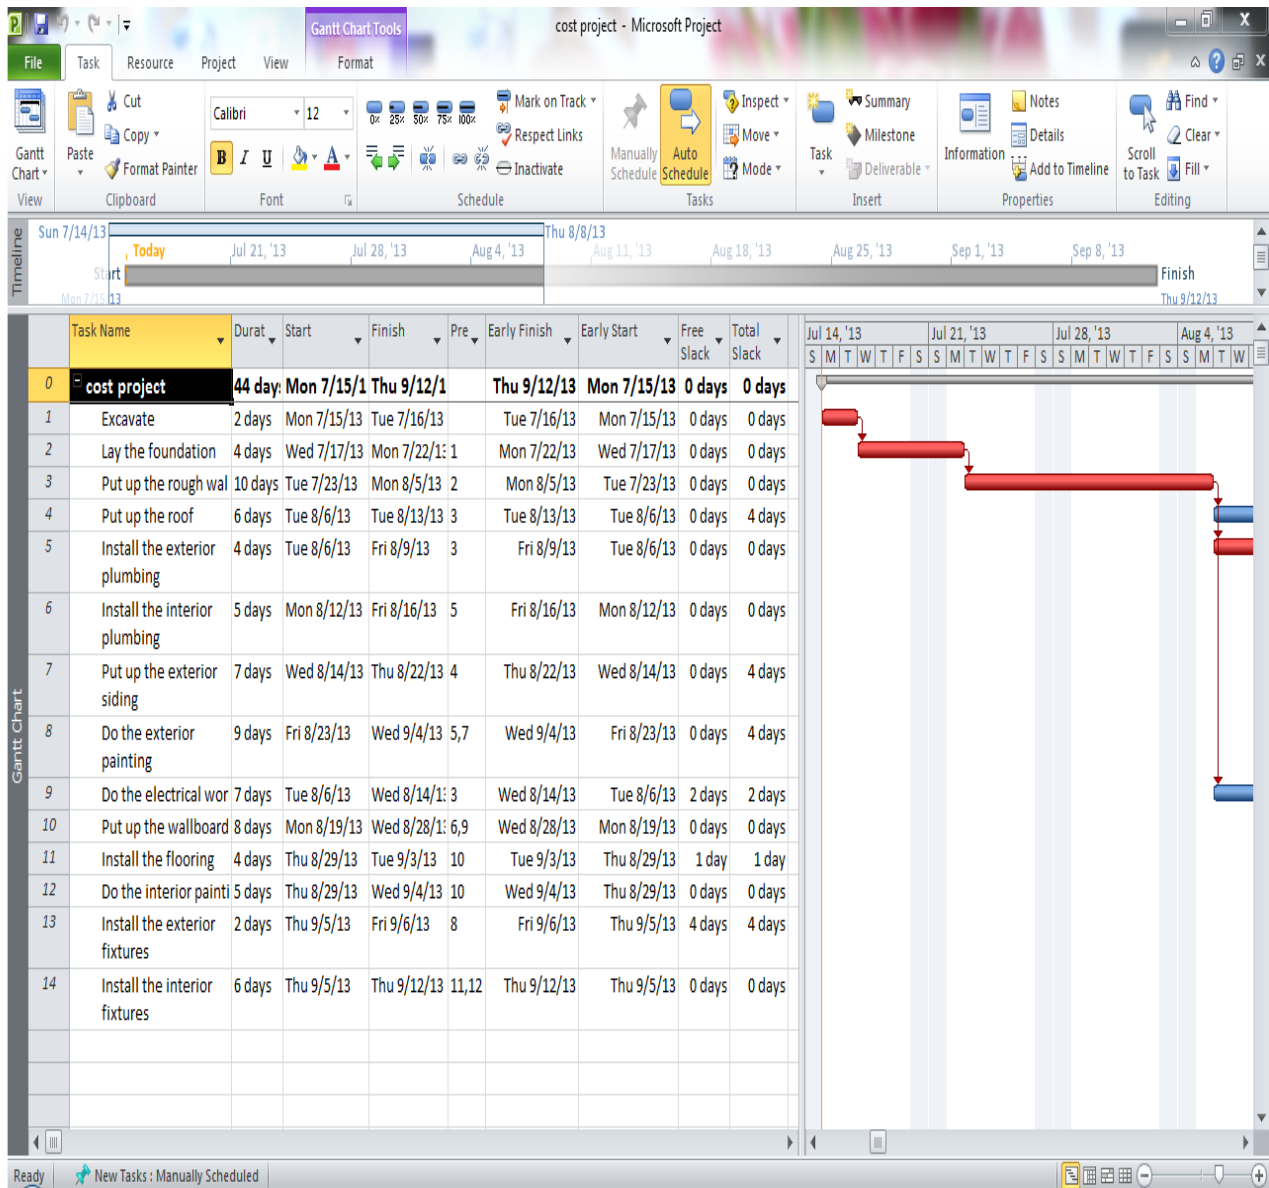 P
Gantt Chart Tools
cost project - Microsoft Project
X
File Task Resource Project View Format
X
Gantt Chart
Paste
Cut
Copy
Format Painter
Calibri 12
B I U A
0% 25% 50% 75% 100%
Mark on Track
Respect Links
Inactivate
Manually Schedule
Auto Schedule
Inspect
Move
Mode
Task
Summary
Milestone
Deliverable
Information
Notes
Details
Add to Timeline
Scroll to Task
Find
Clear
Fill
View Clipboard Font Schedule Tasks Insert Properties Editing
Timeline
Sun 7/14/13 Thu 8/8/13
Today Jul 21, '13 Jul 28, '13 Aug 4, '13 Aug 11, '13 Aug 18, '13 Aug 25, '13 Sep 1, '13 Sep 8, '13
Start Finish
Mon 7/15/13 Thu 9/12/13
Gantt Chart
Task Name Durat Start Finish Pre Early Finish Early Start Free Slack Total Slack
0 cost project 44 day Mon 7/15/1 Thu 9/12/1 Thu 9/12/13 Mon 7/15/13 0 days 0 days
1 Excavate 2 days Mon 7/15/13 Tue 7/16/13 Tue 7/16/13 Mon 7/15/13 0 days 0 days
2 Lay the foundation 4 days Wed 7/17/13 Mon 7/22/13 1 Mon 7/22/13 Wed 7/17/13 0 days 0 days
3 Put up the rough wal 10 days Tue 7/23/13 Mon 8/5/13 2 Mon 8/5/13 Tue 7/23/13 0 days 0 days
4 Put up the roof 6 days Tue 8/6/13 Tue 8/13/13 3 Tue 8/13/13 Tue 8/6/13 0 days 4 days
5 Install the exterior plumbing 4 days Tue 8/6/13 Fri 8/9/13 3 Fri 8/9/13 Tue 8/6/13 0 days 0 days
6 Install the interior plumbing 5 days Mon 8/12/13 Fri 8/16/13 5 Fri 8/16/13 Mon 8/12/13 0 days 0 days
7 Put up the exterior siding 7 days Wed 8/14/13 Thu 8/22/13 4 Thu 8/22/13 Wed 8/14/13 0 days 4 days
8 Do the exterior painting 9 days Fri 8/23/13 Wed 9/4/13 5,7 Wed 9/4/13 Fri 8/23/13 0 days 4 days
9 Do the electrical wor 7 days Tue 8/6/13 Wed 8/14/13 3 Wed 8/14/13 Tue 8/6/13 2 days 2 days
10 Put up the wallboard 8 days Mon 8/19/13 Wed 8/28/13 6,9 Wed 8/28/13 Mon 8/19/13 0 days 0 days
11 Install the flooring 4 days Thu 8/29/13 Tue 9/3/13 10 Tue 9/3/13 Thu 8/29/13 1 day 1 day
12 Do the interior painti 5 days Thu 8/29/13 Wed 9/4/13 10 Wed 9/4/13 Thu 8/29/13 0 days 0 days
13 Install the exterior fixtures 2 days Thu 9/5/13 Fri 9/6/13 8 Fri 9/6/13 Thu 9/5/13 4 days 4 days
14 Install the interior fixtures 6 days Thu 9/5/13 Thu 9/12/13 11,12 Thu 9/12/13 Thu 9/5/13 0 days 0 days
Jul 14, '13 Jul 21, '13 Jul 28, '13 Aug 4, '13
S M T W T F S S M T W T F S S M T W T F S S M T W
Ready New Tasks : Manually Scheduled